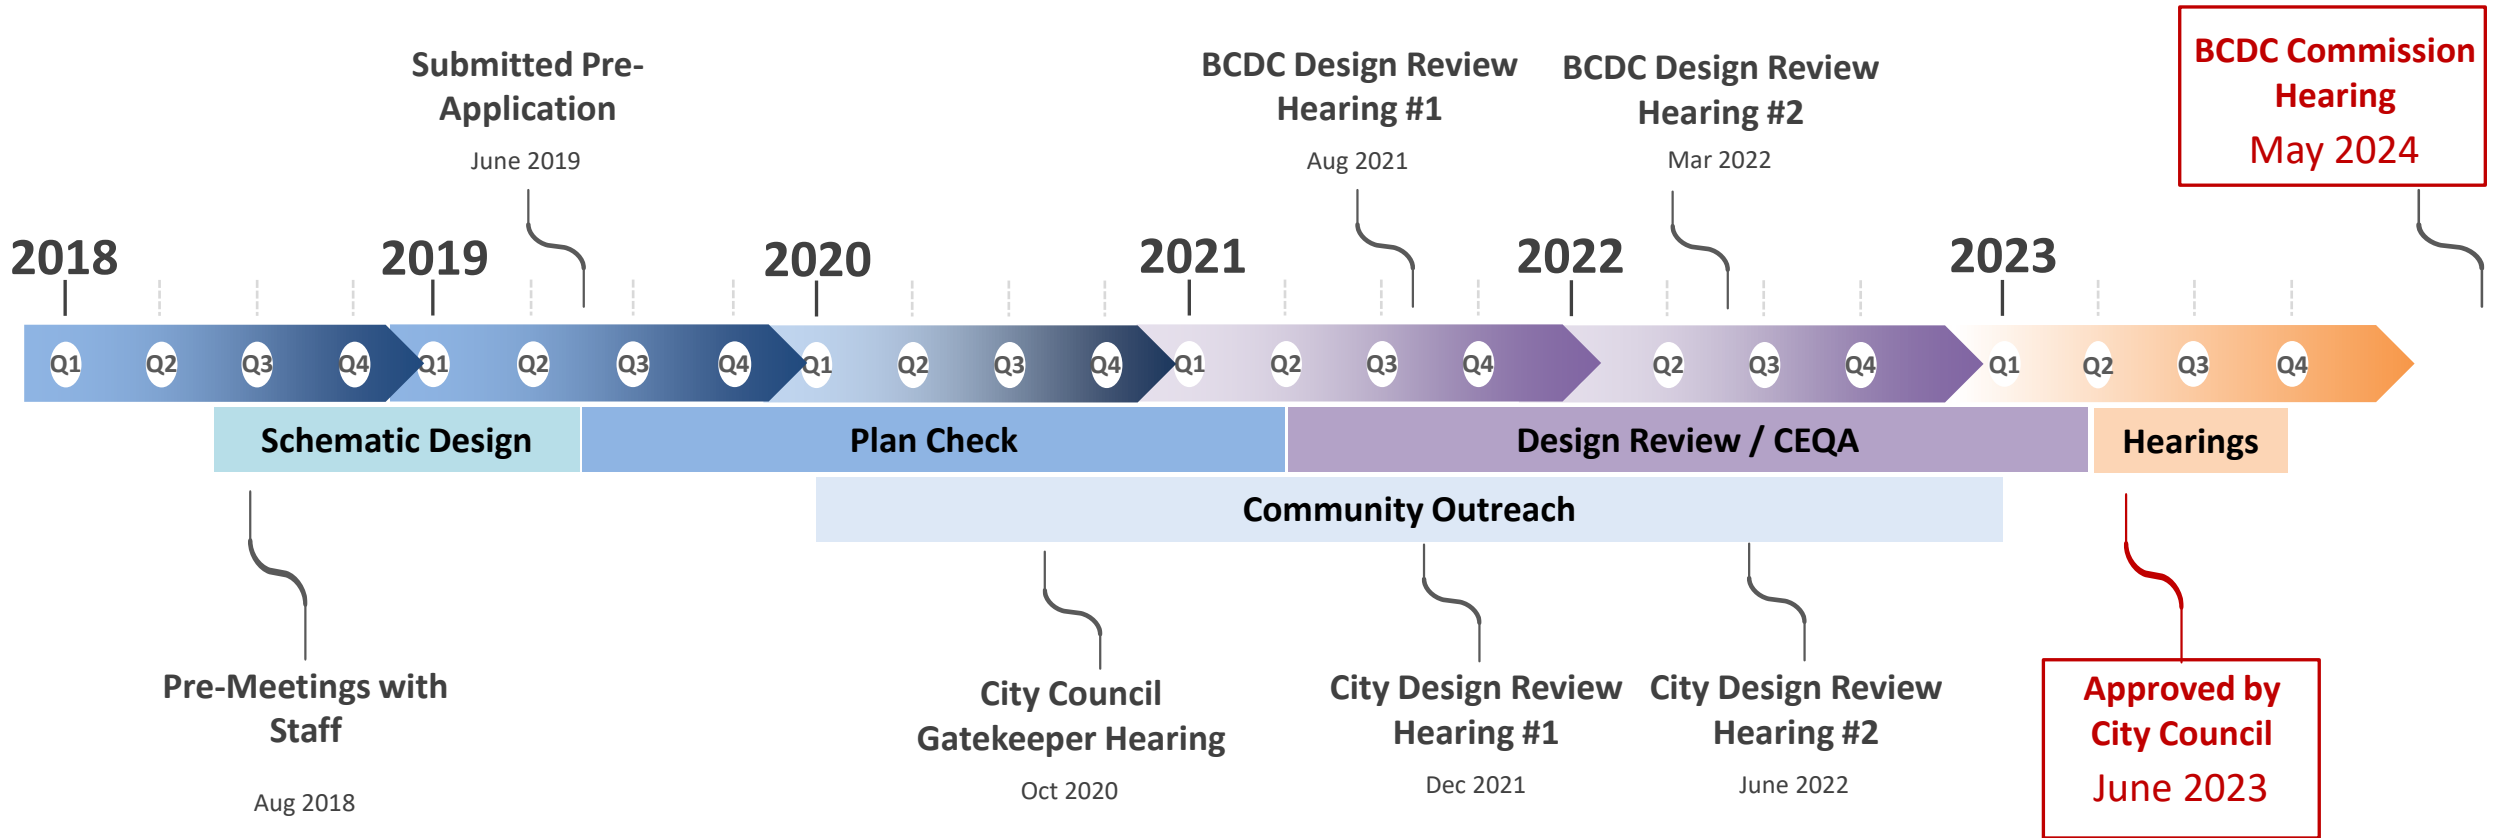 Submitted Pre-
Application
June 2019
BCDC Design Review
Hearing #1
Aug 2021
BCDC Design Review
Hearing #2
Mar 2022
BCDC Commission
Hearing
May 2024
2018
2019
2020
2021
2022
2023
Q1 Q2 Q3 Q4 Q1 Q2 Q3 Q4 Q1 Q2 Q3 Q4 Q1 Q2 Q3 Q4 Q2 Q3 Q4 Q1 Q2 Q3 Q4
Schematic Design
Plan Check
Design Review / CEQA
Hearings
Community Outreach
Pre-Meetings with
Staff
Aug 2018
City Council
Gatekeeper Hearing
Oct 2020
City Design Review
Hearing #1
Dec 2021
City Design Review
Hearing #2
June 2022
Approved by
City Council
June 2023